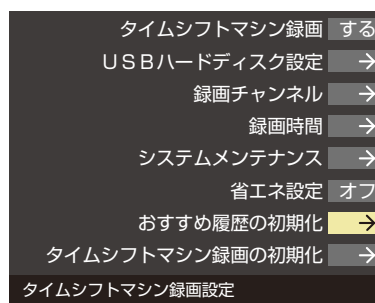 タイムシフトマシン録画 する
ＵＳＢハードディスク設定 →
録画チャンネル →
録画時間 →
システムメンテナンス →
省エネ設定 オフ
おすすめ履歴の初期化 →
タイムシフトマシン録画の初期化 →
タイムシフトマシン録画設定